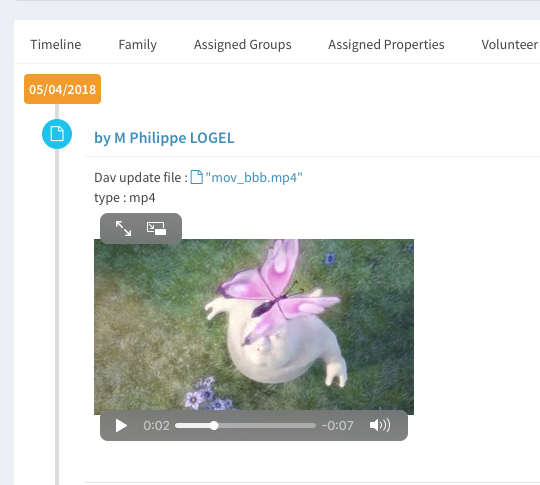 Timeline Family Assigned Groups Assigned Properties Volunteer
05/04/2018
by M Philippe LOGEL
Dav update file : "mov_bbb.mp4"
type : mp4
0:02 -0:07